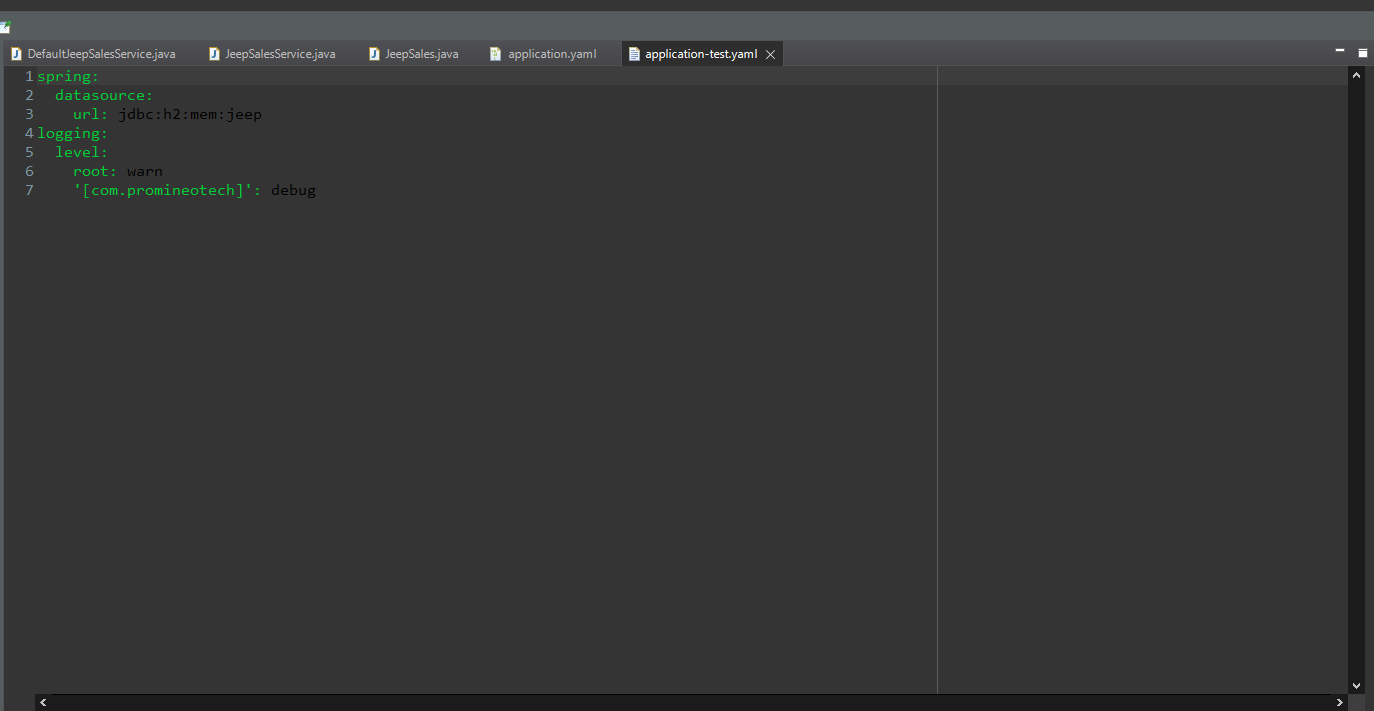 DefaultJeepSalesService.java JeepSalesService.java JeepSales.java application.yaml application-test.yaml
1 spring:
2   datasource:
3     url: jdbc:h2:mem:jeep
4 logging:
5   level:
6     root: warn
7     '[com.promineotech]': debug